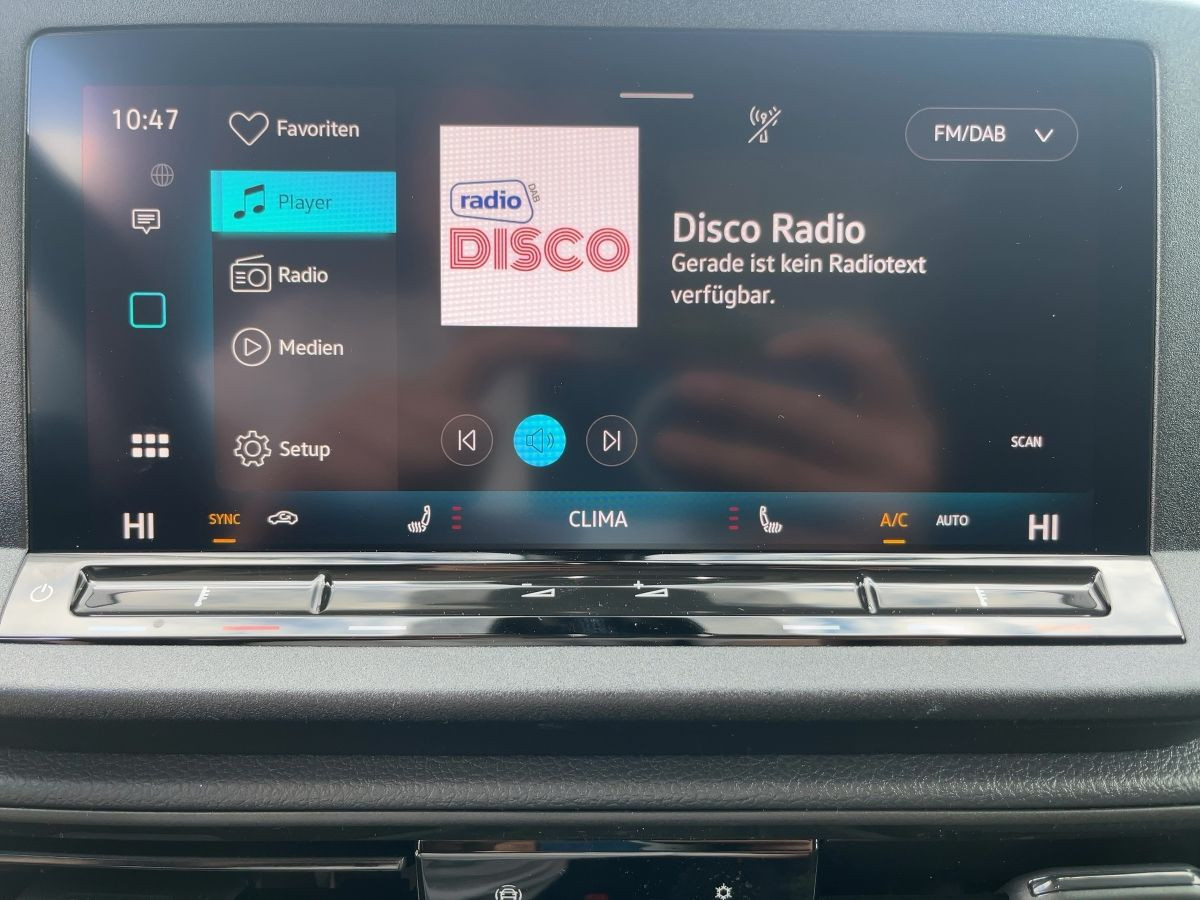 10:47
Favoriten
Player
Radio
Medien
Setup
radio DAB
DISCO
FM/DAB
Disco Radio
Gerade ist kein Radiotext
verfügbar.
SCAN
HI
SYNC
CLIMA
A/C
AUTO
HI
- +